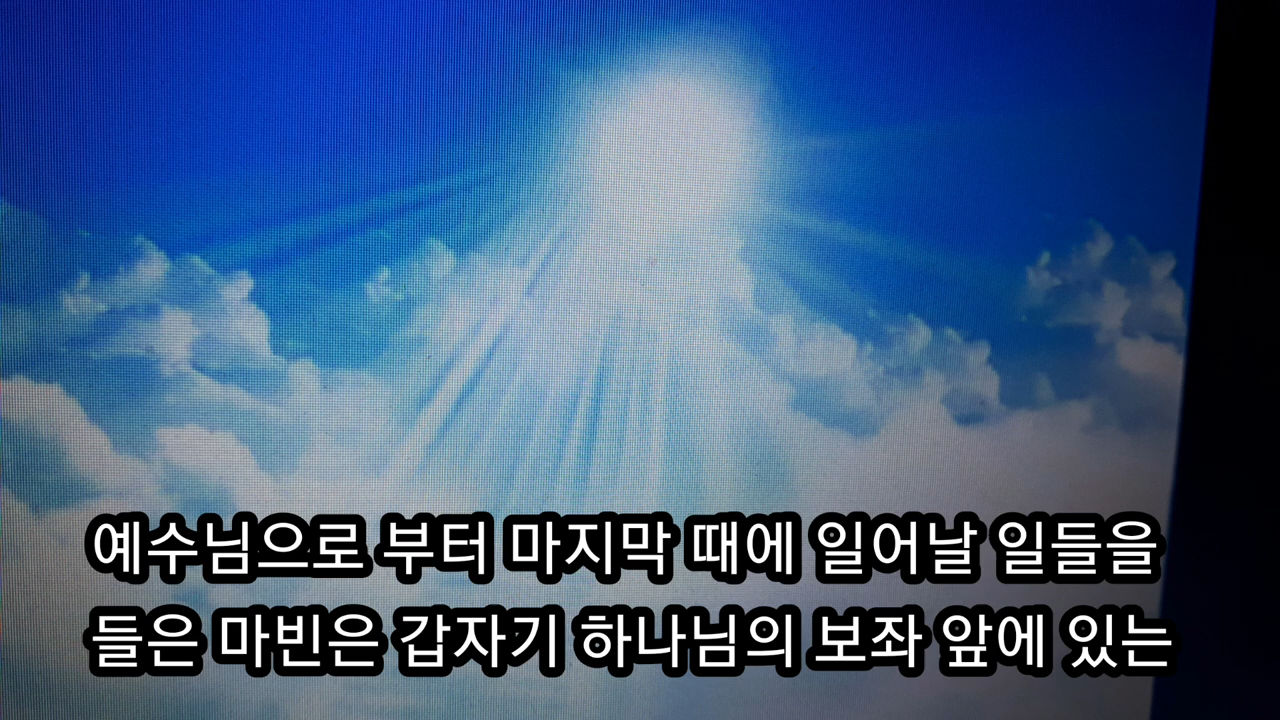 예수님으로 부터 마지막 때에 일어날 일들을
들은 마빈은 갑자기 하나님의 보좌 앞에 있는